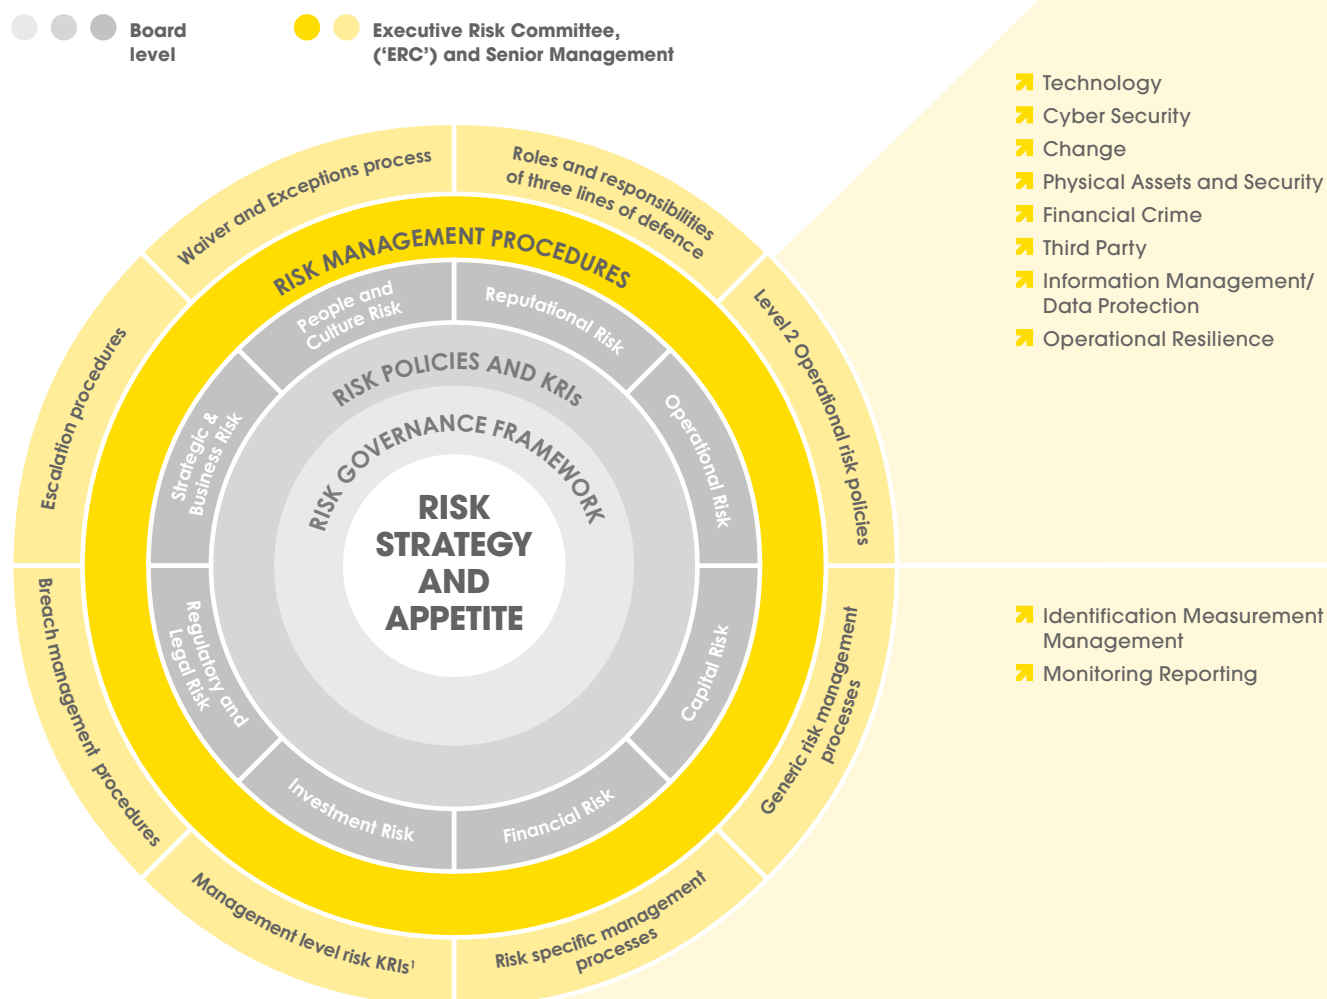 Board
level
Executive Risk Committee,
(‘ERC’) and Senior Management
Technology
Cyber Security
Change
Physical Assets and Security
Financial Crime
Third Party
Information Management/
Data Protection
Operational Resilience
Identification Measurement
Management
Monitoring Reporting
Waiver and Exceptions process
Roles and responsibilities
of three lines of defence
Level 2 Operational risk policies
Generic risk management
processes
Risk specific management
processes
Management level risk KRIs¹
Breach management procedures
Escalation procedures
RISK MANAGEMENT PROCEDURES
People and
Culture Risk
Reputational Risk
Operational Risk
Capital Risk
Financial Risk
Investment Risk
Regulatory and
Legal Risk
Strategic &
Business Risk
RISK POLICIES AND KRIs
RISK GOVERNANCE FRAMEWORK
RISK
STRATEGY
AND
APPETITE